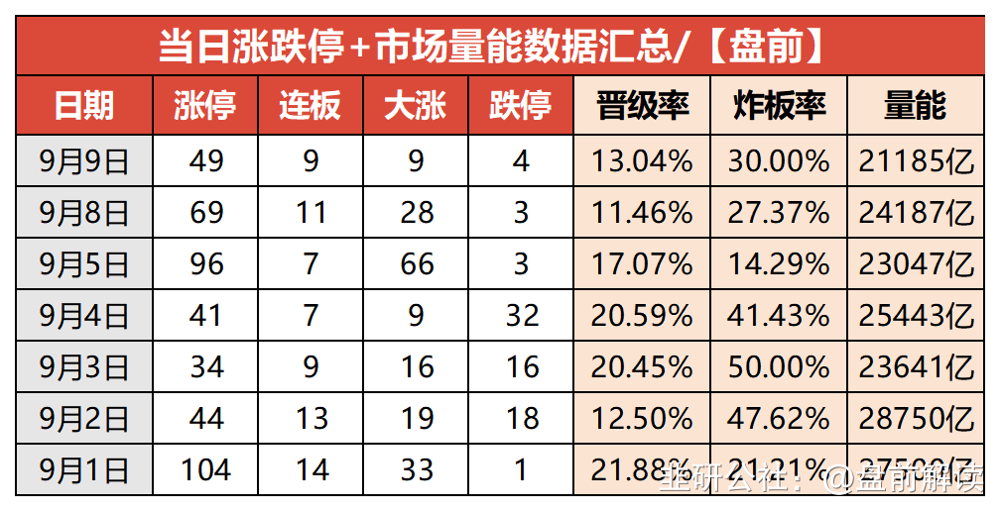 当日涨跌停+市场量能数据汇总/【盘前】
日期 涨停 连板 大涨 跌停 晋级率 炸板率 量能
9月9日 49 9 9 4 13.04% 30.00% 21185亿
9月8日 69 11 28 3 11.46% 27.37% 24187亿
9月5日 96 7 66 3 17.07% 14.29% 23047亿
9月4日 41 7 9 32 20.59% 41.43% 25443亿
9月3日 34 9 16 16 20.45% 50.00% 23641亿
9月2日 44 13 19 18 12.50% 47.62% 28750亿
9月1日 104 14 33 1 21.88% 21.21% 27500亿
韭研公社：@盘前解读